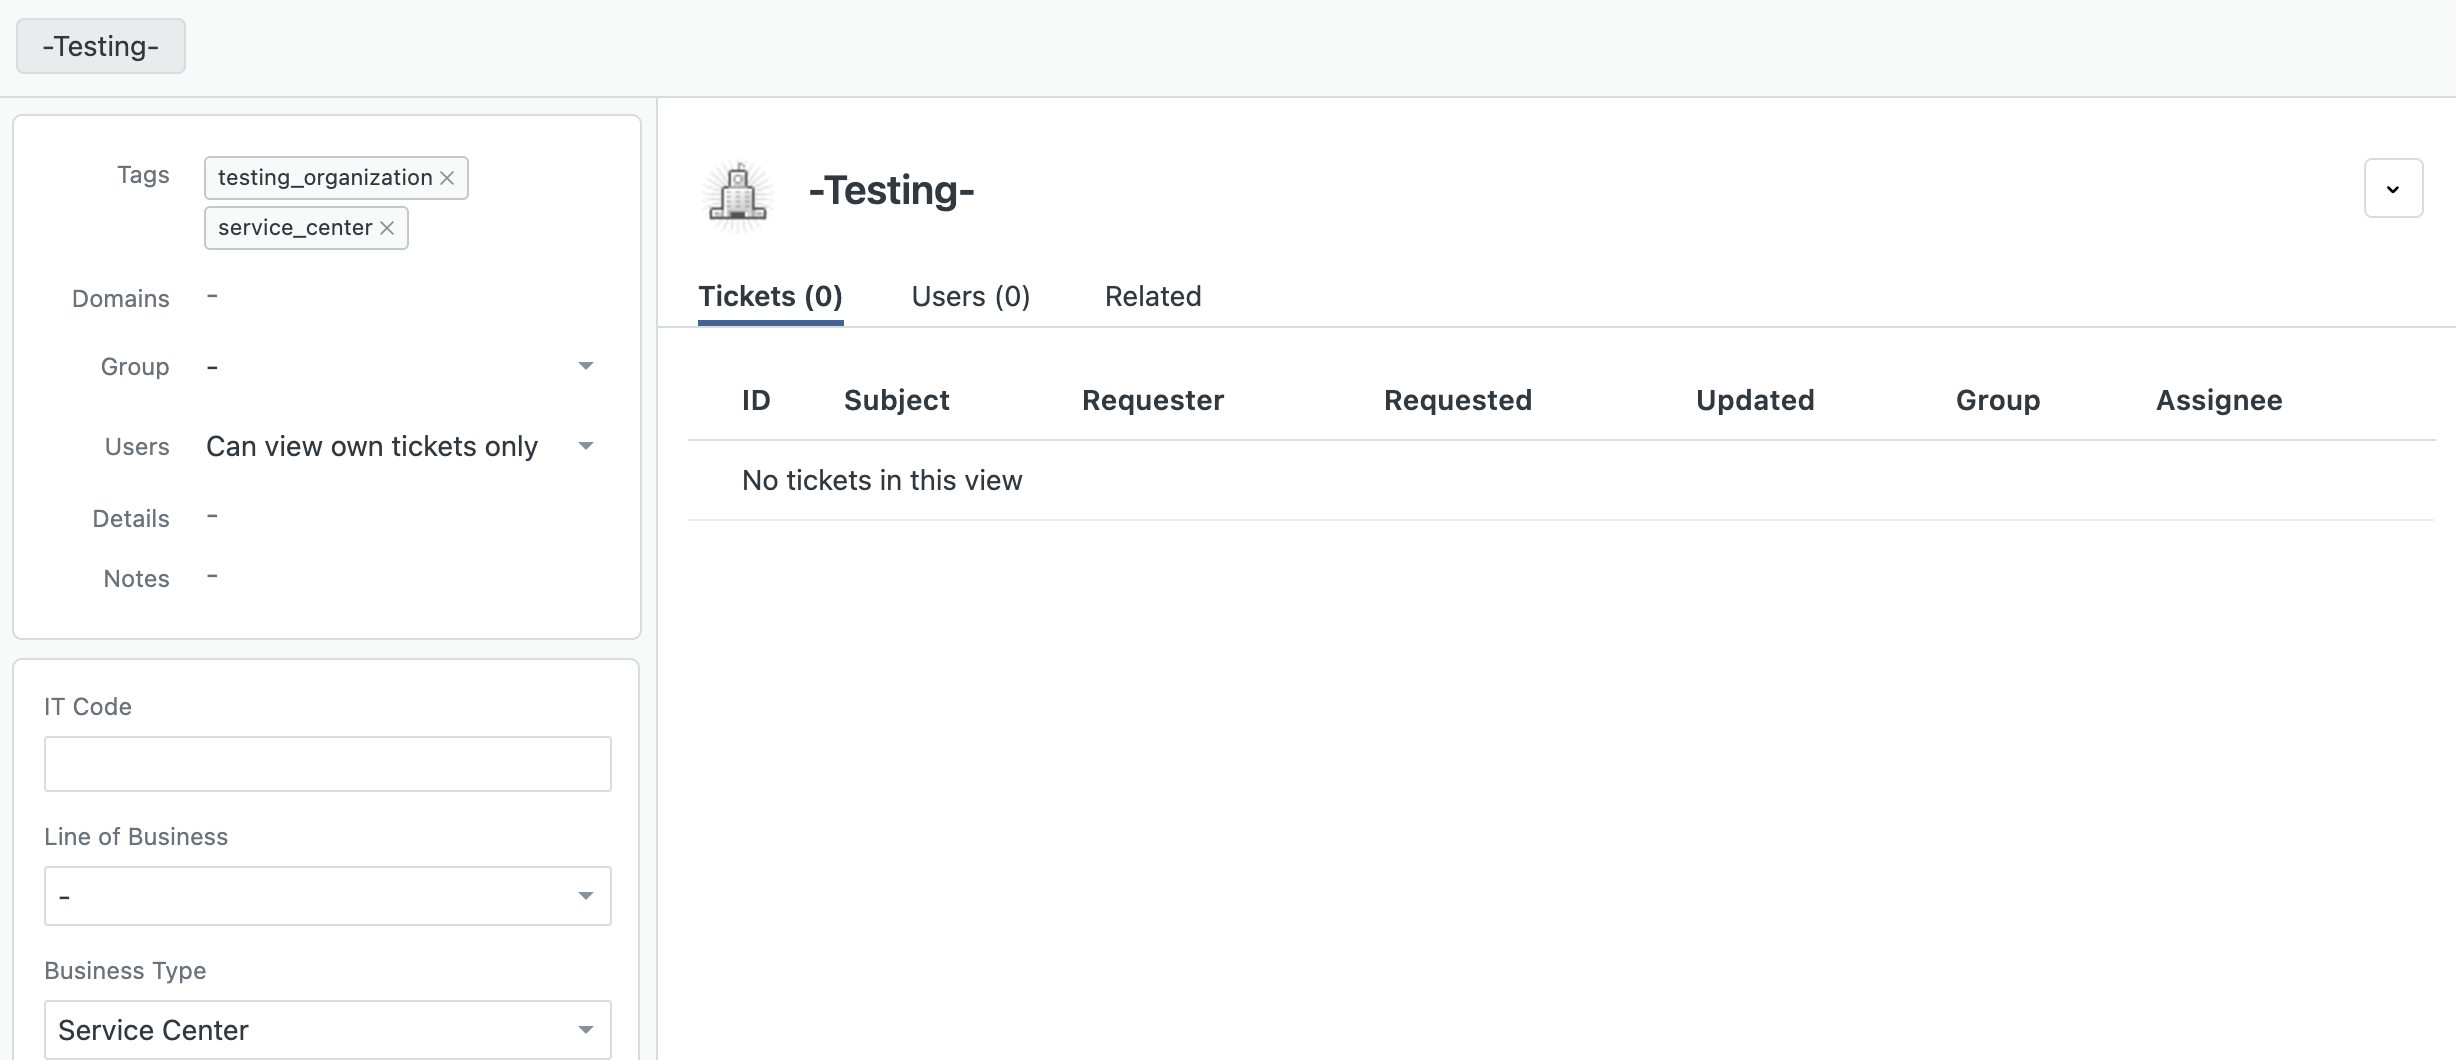 -Testing-
Tags testing_organization
service_center
Domains -
Group -
Users Can view own tickets only
Details -
Notes -
IT Code
Line of Business
-
Business Type
Service Center
-Testing-
Tickets (0) Users (0) Related
ID Subject Requester Requested Updated Group Assignee
No tickets in this view